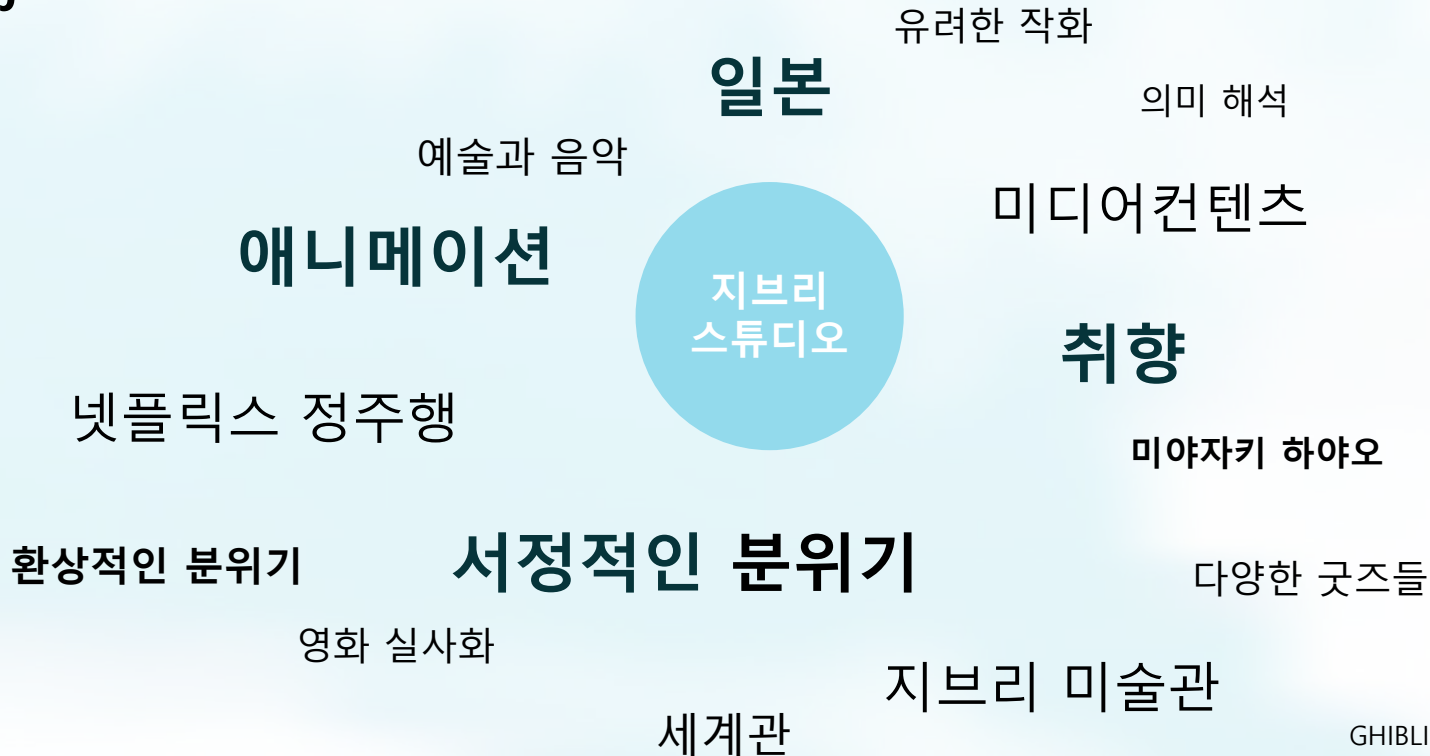 유려한 작화
일본
의미 해석
예술과 음악
미디어컨텐츠
애니메이션
지브리
스튜디오
취향
넷플릭스 정주행
미야자키 하야오
서정적인 분위기
환상적인 분위기
다양한 굿즈들
영화 실사화
지브리 미술관
세계관
GHIBLI